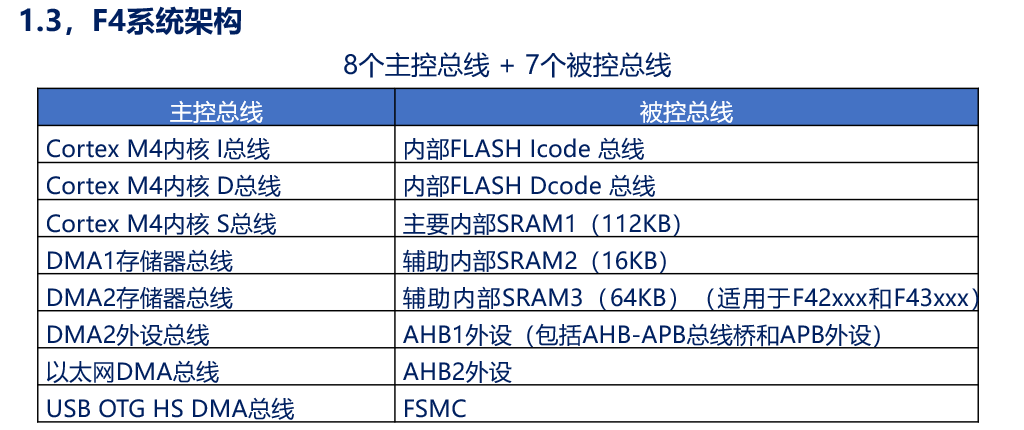 1.3，F4系统架构
8个主控总线 + 7个被控总线
主控总线 被控总线
Cortex M4内核 I总线 内部FLASH Icode 总线
Cortex M4内核 D总线 内部FLASH Dcode 总线
Cortex M4内核 S总线 主要内部SRAM1（112KB）
DMA1存储器总线 辅助内部SRAM2（16KB）
DMA2存储器总线 辅助内部SRAM3（64KB）（适用于F42xxx和F43xxx）
DMA2外设总线 AHB1外设（包括AHB-APB总线桥和APB外设）
以太网DMA总线 AHB2外设
USB OTG HS DMA总线 FSMC